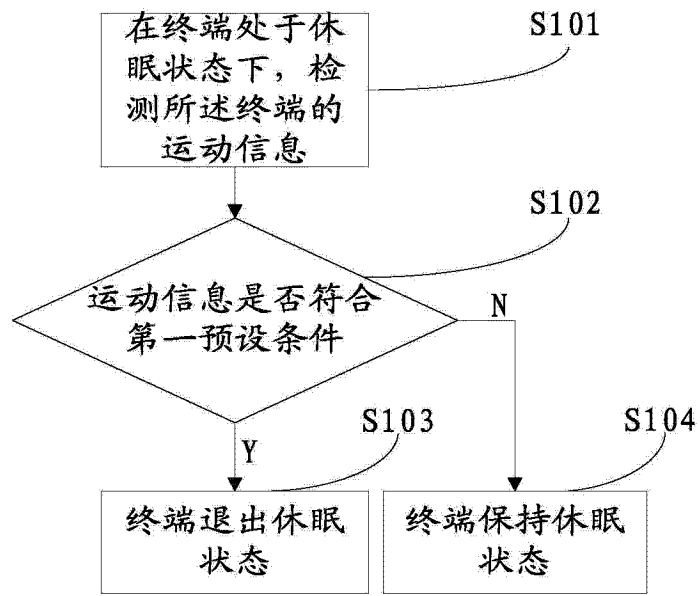 在终端处于休
眠状态下，检
测所述终端的
运动信息
S101
运动信息是否符合
第一预设条件
S102
N
Y
S103
S104
终端退出休眠
状态
终端保持休眠
状态